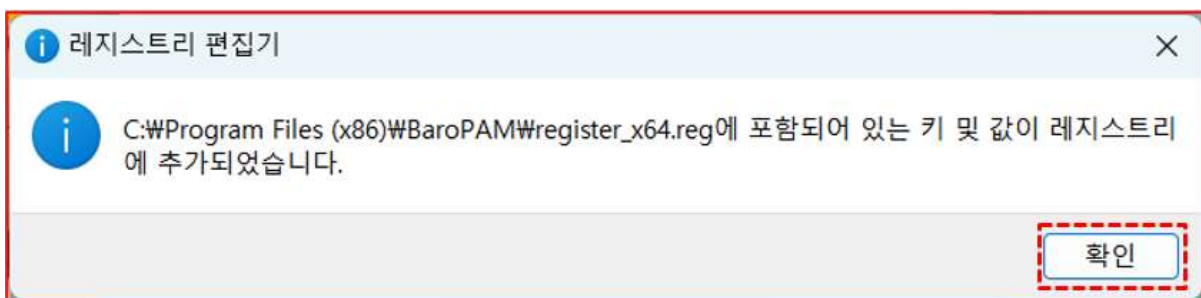 레지스트리 편집기
C:₩Program Files (x86)₩BaroPAM₩register_x64.reg에 포함되어 있는 키 및 값이 레지스트리
에 추가되었습니다.
확인